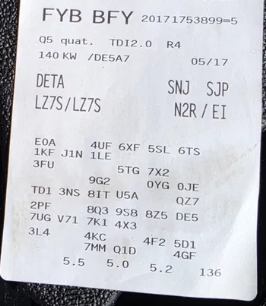 FYB BFY 20171753899=5
Q5 quat. TDI2.0 R4
140 KW /DE5A7 05/17
DETA SNJ SJP
LZ7S/LZ7S N2R / EI
E0A 4UF 6XF 5SL 6TS
1KF J1N 1LE
3FU 5TG 7X2
9G2 0YG 0JE
TD1 3NS 8IT U5A QZ7
2PF 8Q3 9S8 8Z5 DE5
7UG V71 7K1 4X3
3L4 4KC 4F2 5D1
7MM Q1D 4GF
5.5 5.0 5.2 136